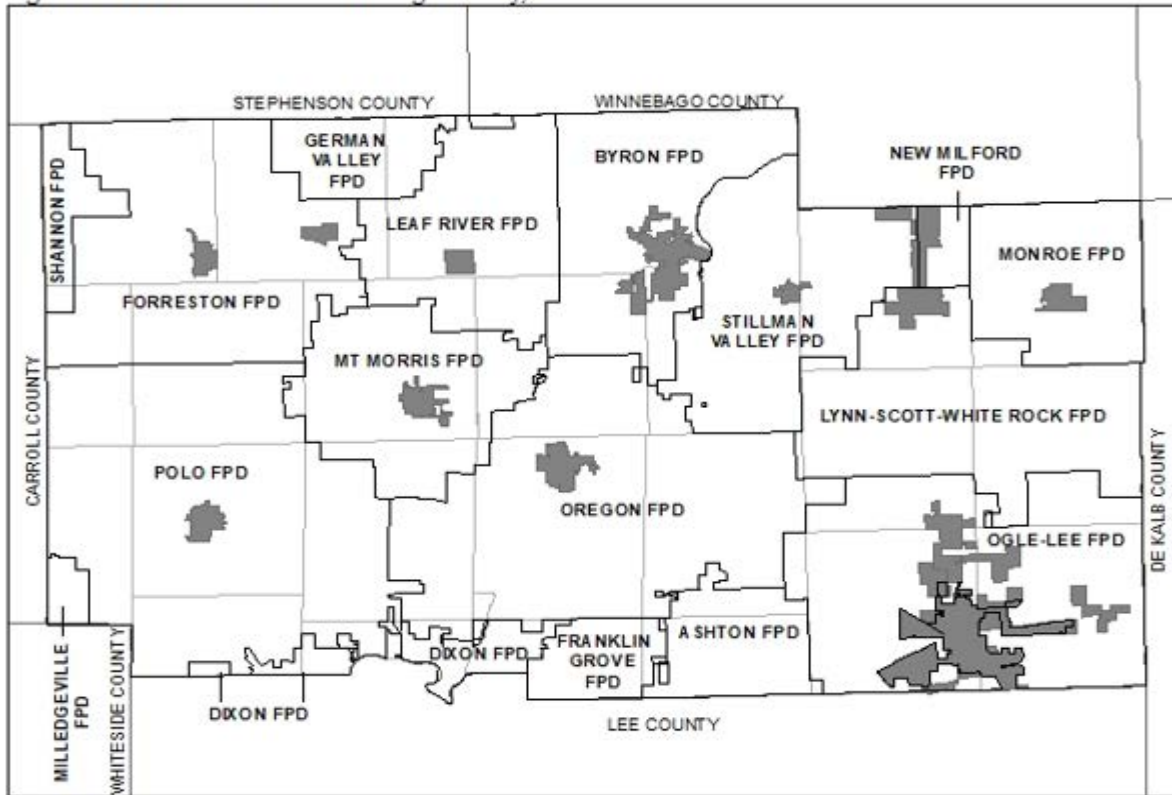 STEPHENSON COUNTY
WINNEBAGO COUNTY
GERMAN
VALLEY
FPD
BYRON FPD
NEW MILFORD
FPD
SHANNON FPD
LEAF RIVER FPD
MONROE FPD
FORRESTON FPD
STILLMAN
VALLEY FPD
MT MORRIS FPD
CARROLL COUNTY
LYNN-SCOTT-WHITE ROCK FPD
DE KALB COUNTY
POLO FPD
OREGON FPD
OGLE-LEE FPD
MILLEDGEVILLE
FPD
WHITESIDE COUNTY
DIXON FPD
FRANKLIN
GROVE
FPD
ASHTON FPD
DIXON FPD
LEE COUNTY